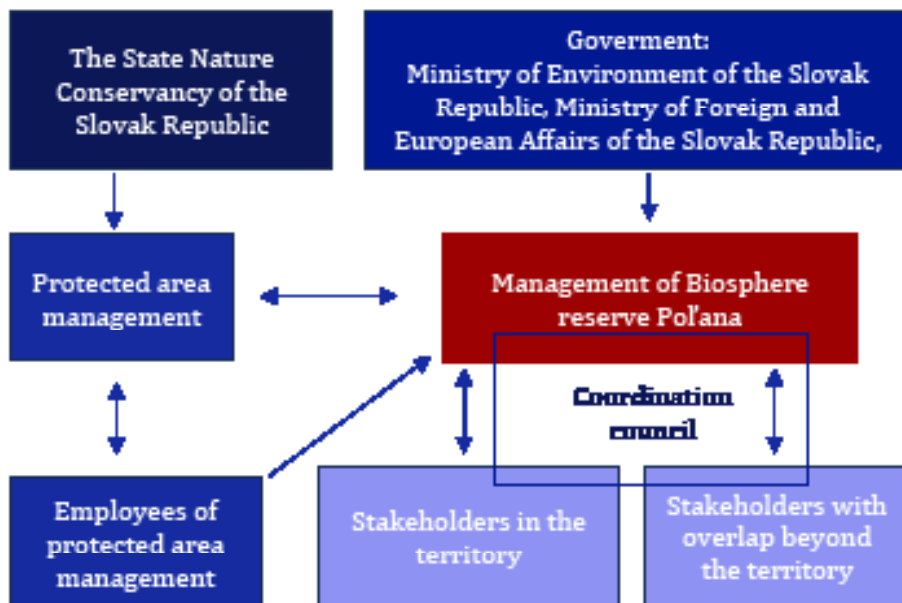 The State Nature
Conservancy of the
Slovak Republic
Goverment:
Ministry of Environment of the Slovak
Republic, Ministry of Foreign and
European Affairs of the Slovak Republic,
Protected area
management
Management of Biosphere
reserve Poľana
Coordination
council
Employees of
protected area
management
Stakeholders in the
territory
Stakeholders with
overlap beyond
the territory